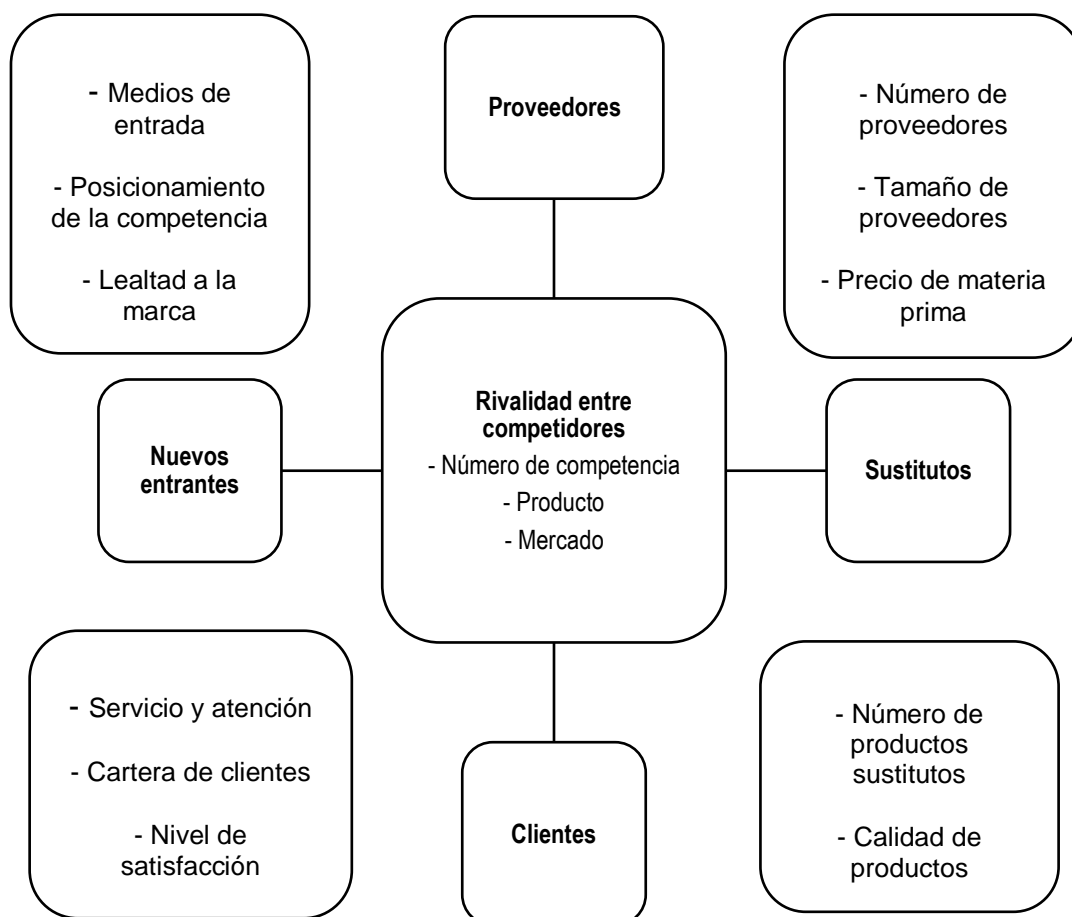 - Medios de
entrada
- Posicionamiento
de la competencia
- Lealtad a la
marca
Proveedores
- Número de
proveedores
- Tamaño de
proveedores
- Precio de materia
prima
Nuevos
entrantes
Rivalidad entre
competidores
- Número de competencia
- Producto
- Mercado
Sustitutos
- Servicio y atención
- Cartera de clientes
- Nivel de
satisfacción
Clientes
- Número de
productos
sustitutos
- Calidad de
productos